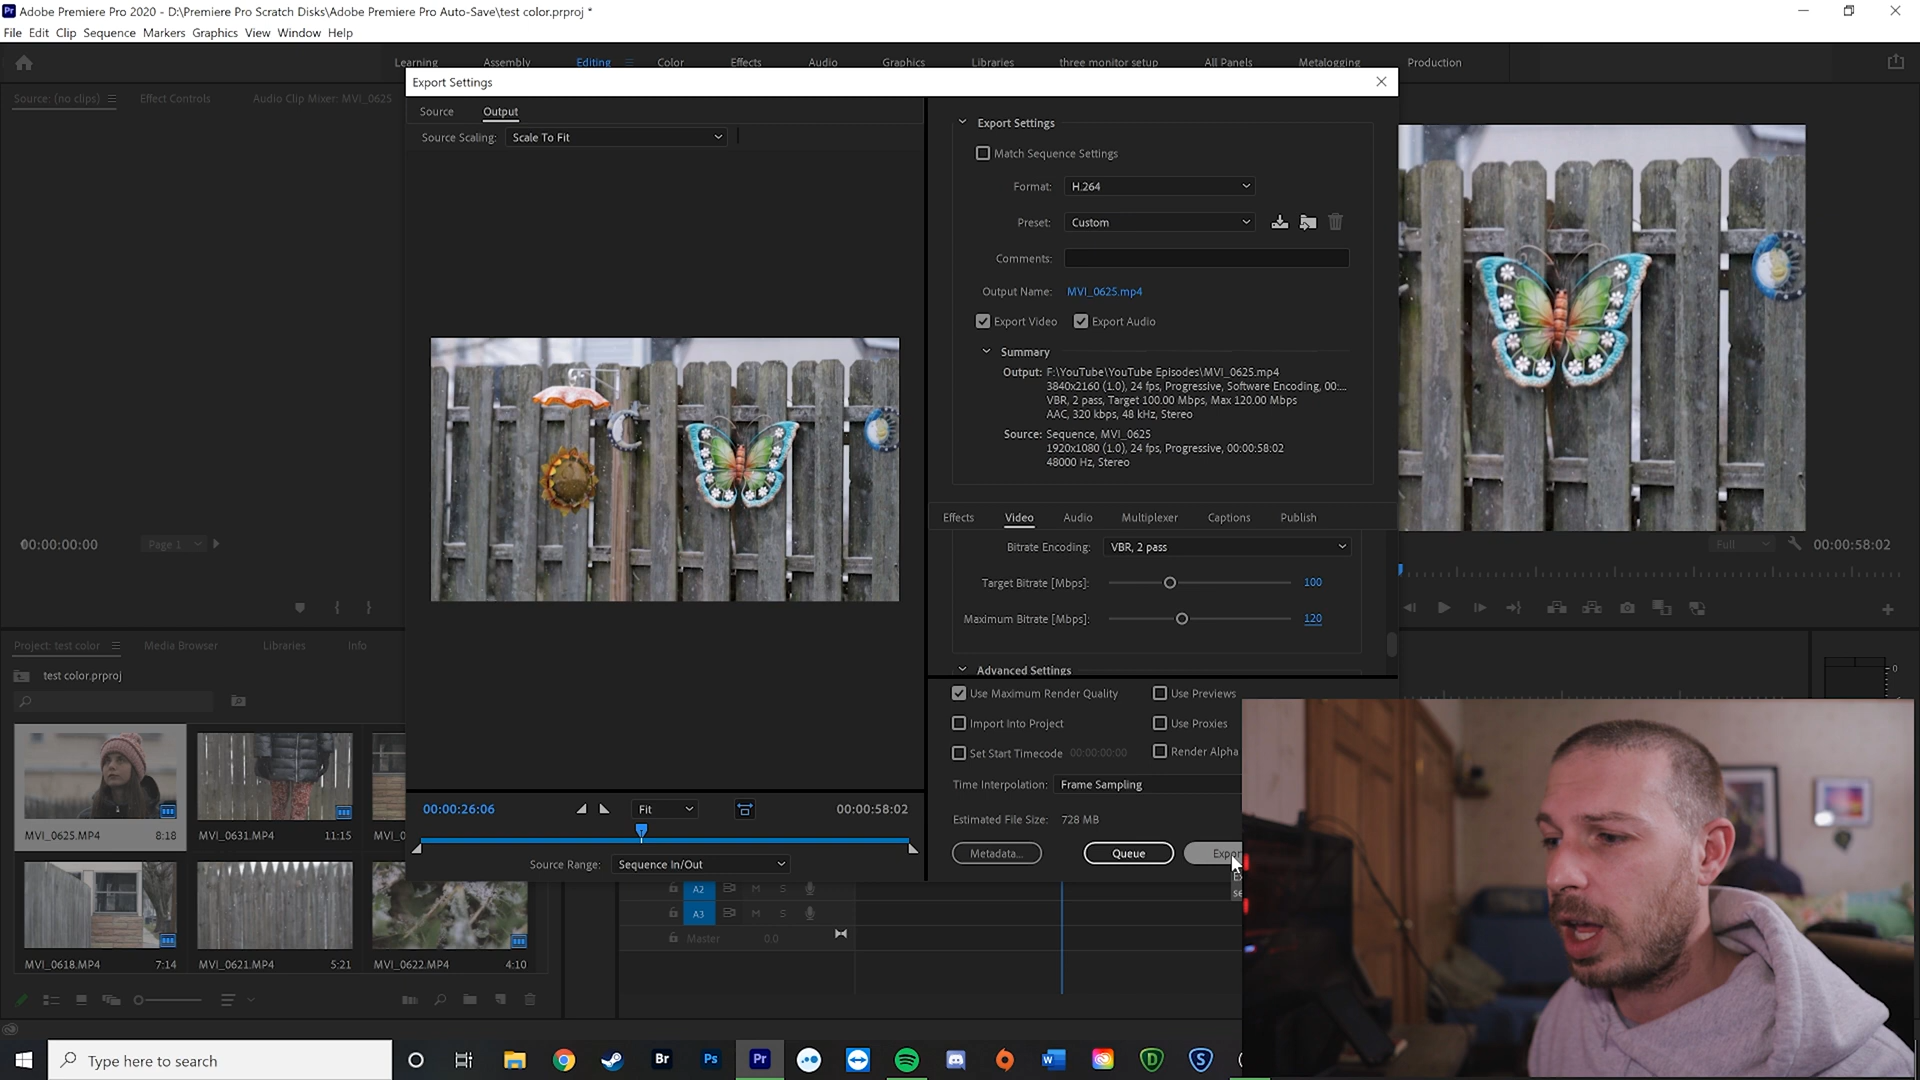 Adobe Premiere Pro 2020 - D:\Premiere Pro Scratch Disks\Adobe Premiere Pro Auto-Save\test color.prproj *
File Edit Clip Sequence Markers Graphics View Window Help
Learning Assembly Editing Color Effects Audio Graphics Libraries three monitor setup All Panels Metalogging Production
Export Settings
Source: (no clips) Effect Controls Audio Clip Mixer: MVI_0625
Source Output
Source Scaling: Scale To Fit
Export Settings
Match Sequence Settings
Format: H.264
Preset: Custom
Comments:
Output Name: MVI_0625.mp4
Export Video Export Audio
Summary
Output: F:\YouTube\YouTube Episodes\MVI_0625.mp4
3840x2160 (1.0), 24 fps, Progressive, Software Encoding, 00:...
VBR, 2 pass, Target 100.00 Mbps, Max 120.00 Mbps
AAC, 320 kbps, 48 kHz, Stereo
Source: Sequence, MVI_0625
1920x1080 (1.0), 24 fps, Progressive, 00:00:58:02
48000 Hz, Stereo
Effects Video Audio Multiplexer Captions Publish
Bitrate Encoding: VBR, 2 pass
Target Bitrate [Mbps]: 100
Maximum Bitrate [Mbps]: 120
Advanced Settings
Use Maximum Render Quality Use Previews
Import Into Project Use Proxies
Set Start Timecode 00:00:00:00 Render Alpha
Time Interpolation: Frame Sampling
Estimated File Size: 728 MB
Metadata... Queue Expor
00:00:00:00 Page 1
Full 00:00:58:02
00:00:26:06 Fit 00:00:58:02
Source Range: Sequence In/Out
Project: test color Media Browser Libraries Info
test color.prproj
MVI_0625.MP4 8:18 MVI_0631.MP4 11:15 MVI_0
MVI_0618.MP4 7:14 MVI_0621.MP4 5:21 MVI_0622.MP4 4:10
A2 M S
A3 M S
Master 0.0
0
Type here to search
Br Ps Pr